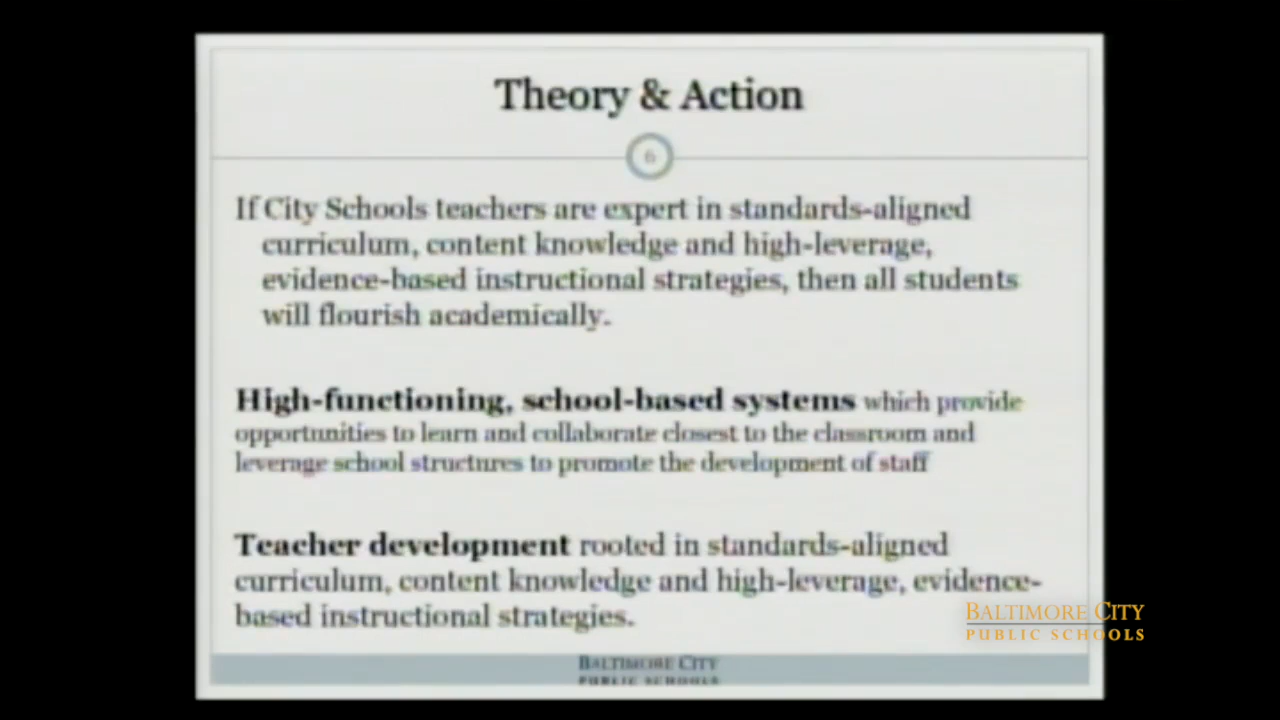 Theory & Action
6
If City Schools teachers are expert in standards-aligned
curriculum, content knowledge and high-leverage,
evidence-based instructional strategies, then all students
will flourish academically.
High-functioning, school-based systems which provide
opportunities to learn and collaborate closest to the classroom and
leverage school structures to promote the development of staff
Teacher development rooted in standards-aligned
curriculum, content knowledge and high-leverage, evidence-
based instructional strategies.
BALTIMORE CITY
PUBLIC SCHOOLS
BALTIMORE CITY
PUBLIC SCHOOLS